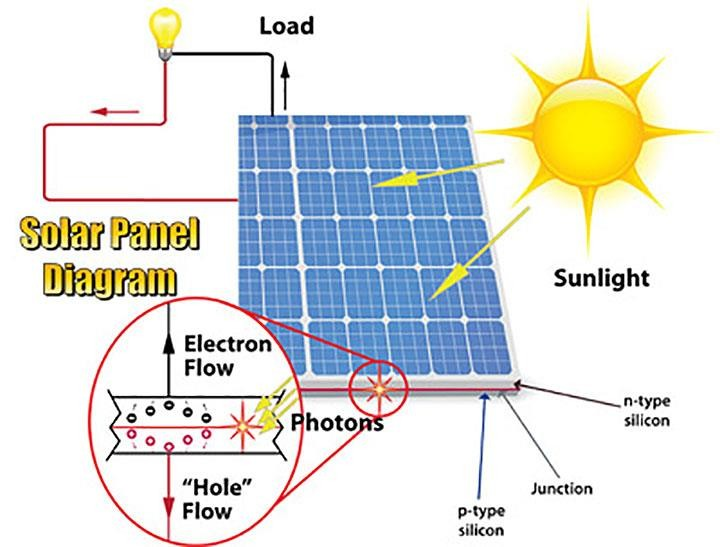 Load
Solar Panel
Diagram
Sunlight
Electron
Flow
Photons
"Hole"
Flow
n-type
silicon
Junction
p-type
silicon